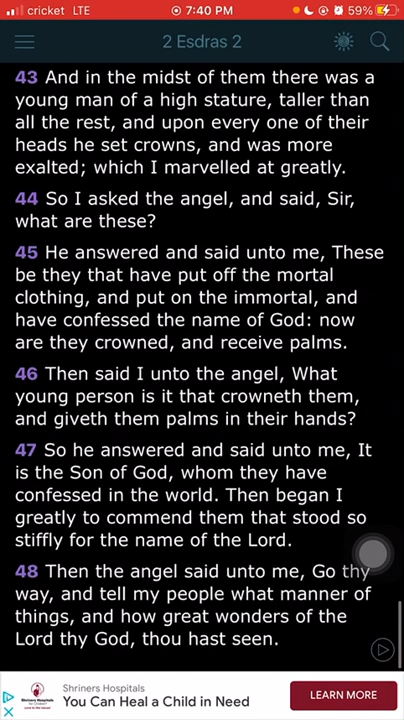 cricket LTE 7:40 PM 59%
2 Esdras 2
43 And in the midst of them there was a
young man of a high stature, taller than
all the rest, and upon every one of their
heads he set crowns, and was more
exalted; which I marvelled at greatly.
44 So I asked the angel, and said, Sir,
what are these?
45 He answered and said unto me, These
be they that have put off the mortal
clothing, and put on the immortal, and
have confessed the name of God: now
are they crowned, and receive palms.
46 Then said I unto the angel, What
young person is it that crowneth them,
and giveth them palms in their hands?
47 So he answered and said unto me, It
is the Son of God, whom they have
confessed in the world. Then began I
greatly to commend them that stood so
stiffly for the name of the Lord.
48 Then the angel said unto me, Go thy
way, and tell my people what manner of
things, and how great wonders of the
Lord thy God, thou hast seen.
Shriners Hospitals
for Children
Shriners Hospitals
You Can Heal a Child in Need
LEARN MORE